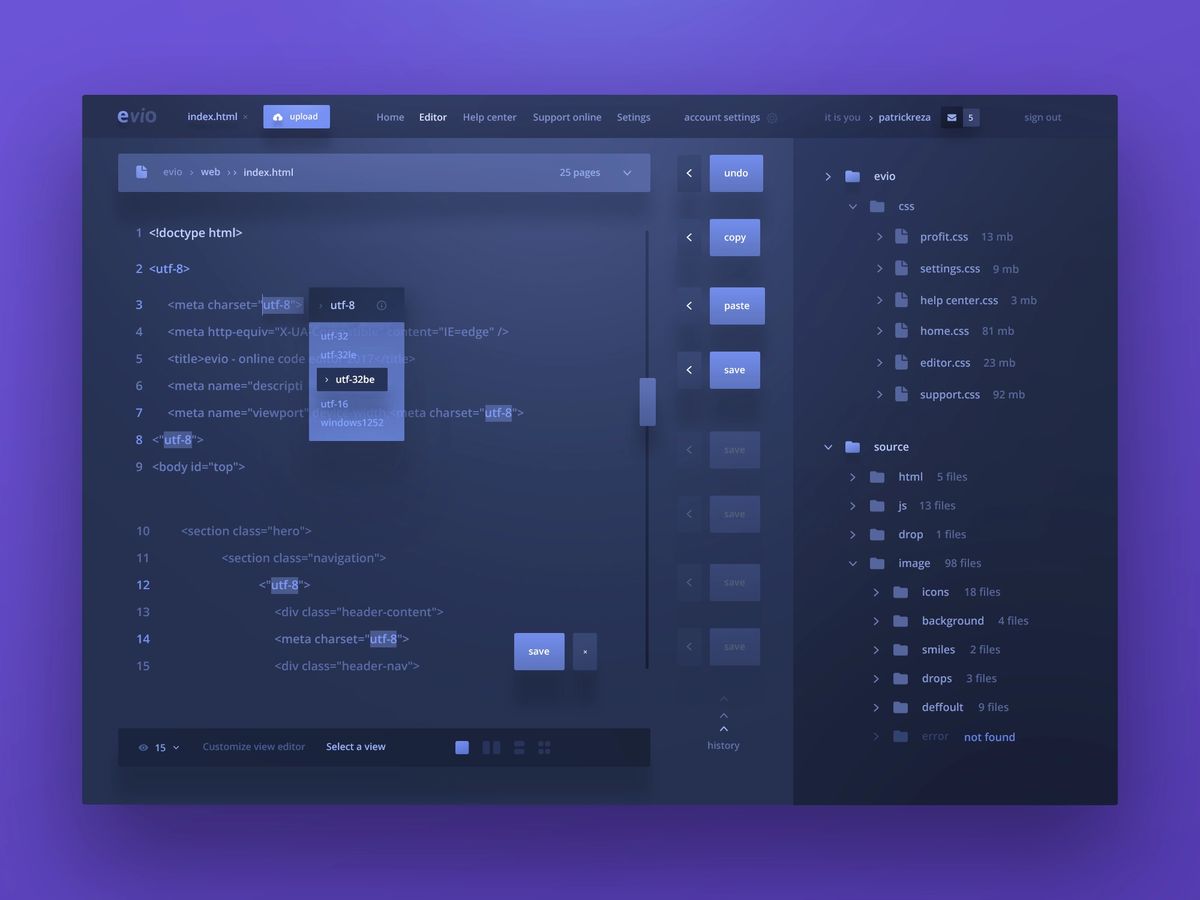 evio
index.html ×
upload
Home Editor Help center Support online Setings
account settings
it is you › patrickreza
5
sign out
evio › web ›› index.html
25 pages
1 <!doctype html>
2 <utf-8>
3 <meta charset="utf-8">
4 <meta http-equiv="X-UA-Compatible" content="IE=edge" />
5 <title>evio - online code editor 2017</title>
6 <meta name="descripti
7 <meta name="viewport" device-width,<meta charset="utf-8">
8 <"utf-8">
9 <body id="top">
10 <section class="hero">
11 <section class="navigation">
12 <"utf-8">
13 <div class="header-content">
14 <meta charset="utf-8">
15 <div class="header-nav">
› utf-8
utf-32
utf-32le
› utf-32be
utf-16
windows1252
save ×
15
Customize view editor
Select a view
undo
copy
paste
save
save
save
save
save
history
evio
css
profit.css 13 mb
settings.css 9 mb
help center.css 3 mb
home.css 81 mb
editor.css 23 mb
support.css 92 mb
source
html 5 files
js 13 files
drop 1 files
image 98 files
icons 18 files
background 4 files
smiles 2 files
drops 3 files
deffoult 9 files
error not found